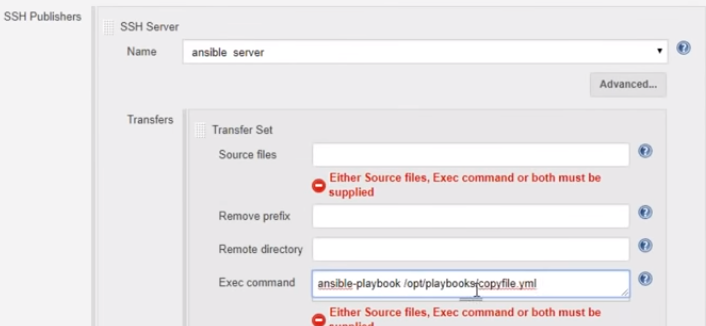 SSH Publishers
SSH Server
Name
ansible server
Advanced...
Transfers
Transfer Set
Source files
Either Source files, Exec command or both must be
supplied
Remove prefix
Remote directory
Exec command
ansible-playbook /opt/playbooks/copyfile.yml
Either Source files, Exec command or both must be
supplied